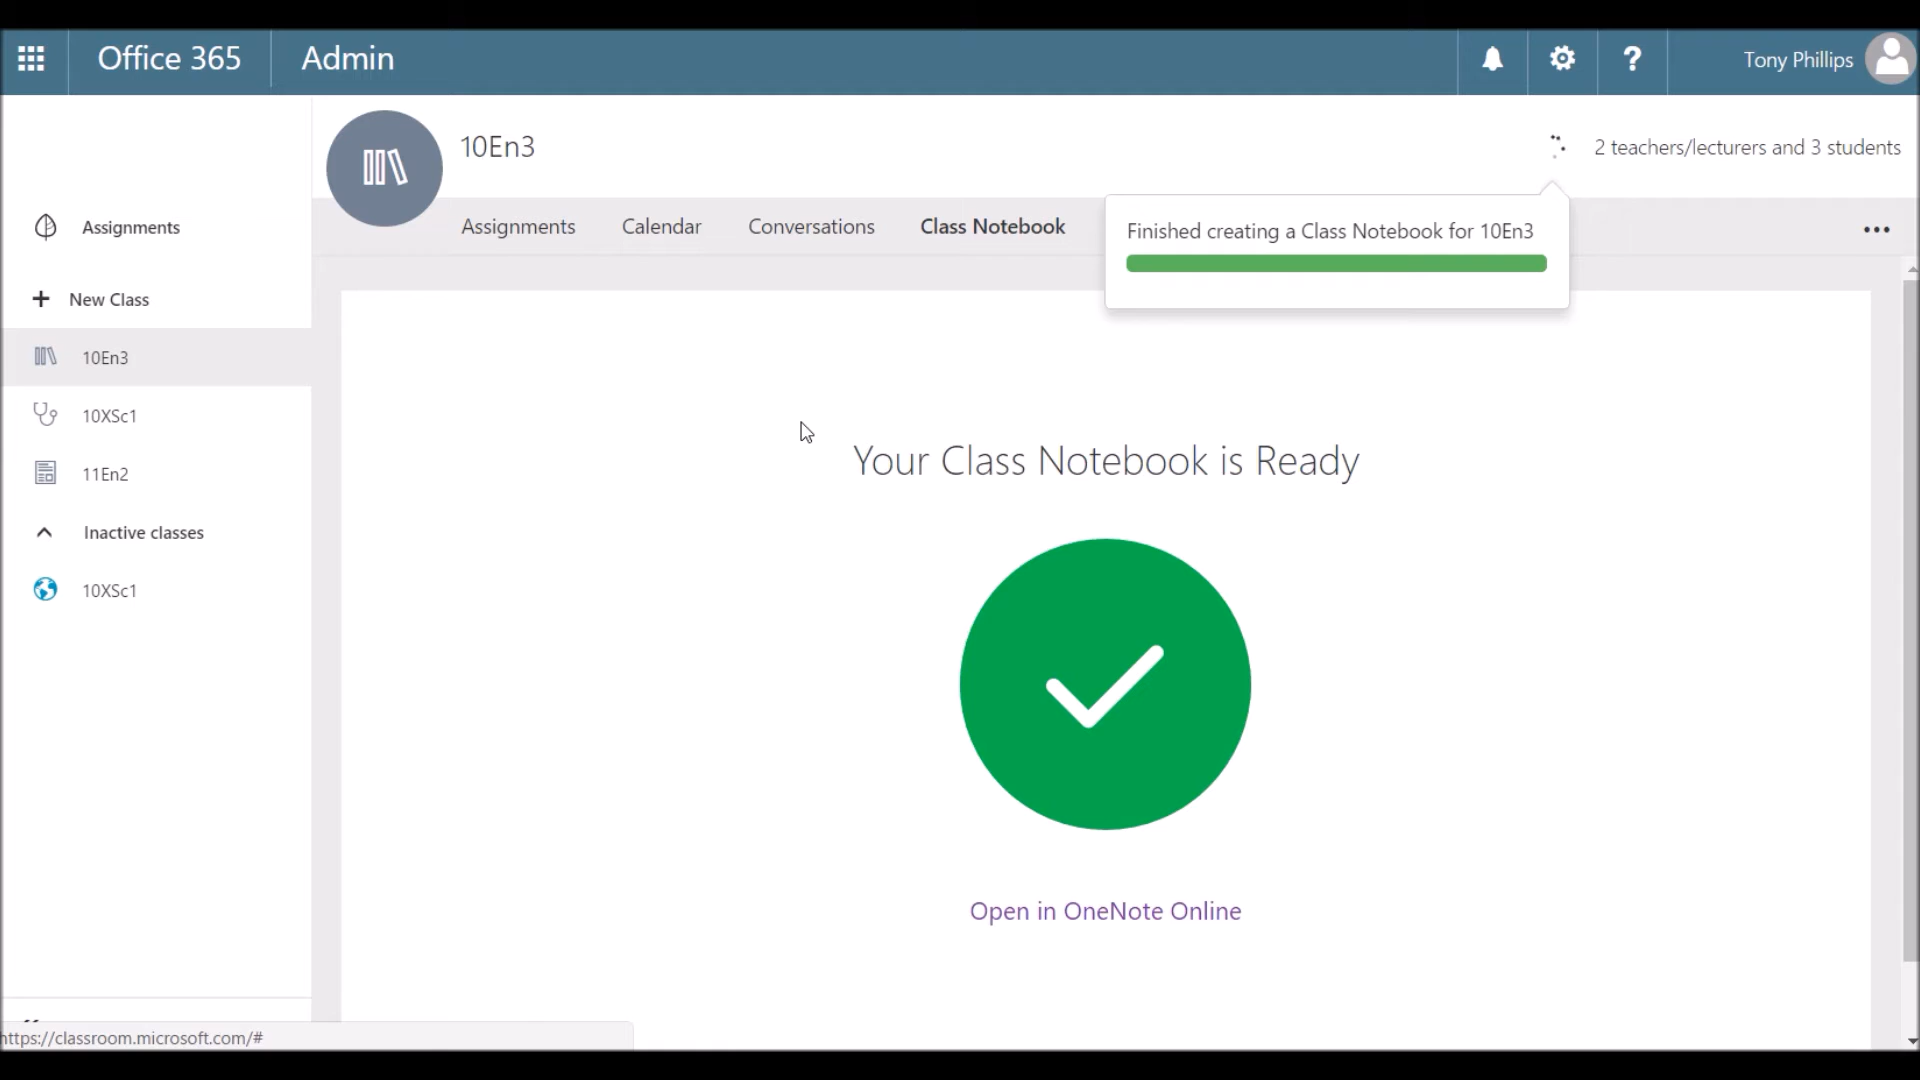 Office 365 Admin ? Tony Phillips
10En3
2 teachers/lecturers and 3 students
Assignments Calendar Conversations Class Notebook •••
Finished creating a Class Notebook for 10En3
Assignments
+ New Class
10En3
10XSc1
11En2
Inactive classes
10XSc1
Your Class Notebook is Ready
Open in OneNote Online
https://classroom.microsoft.com/#